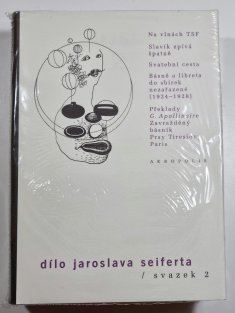 Na vlnách TSF
Slavík zpívá
špatně
Svatební cesta
Básně a libreta
do sbírek
nezařazené
(1924–1928)
Překlady
G. Apollinaire
Zavražděný
básník
Prsy Tiresiovy
Paris
AKROPOLIS
dílo jaroslava seiferta
/ svazek 2